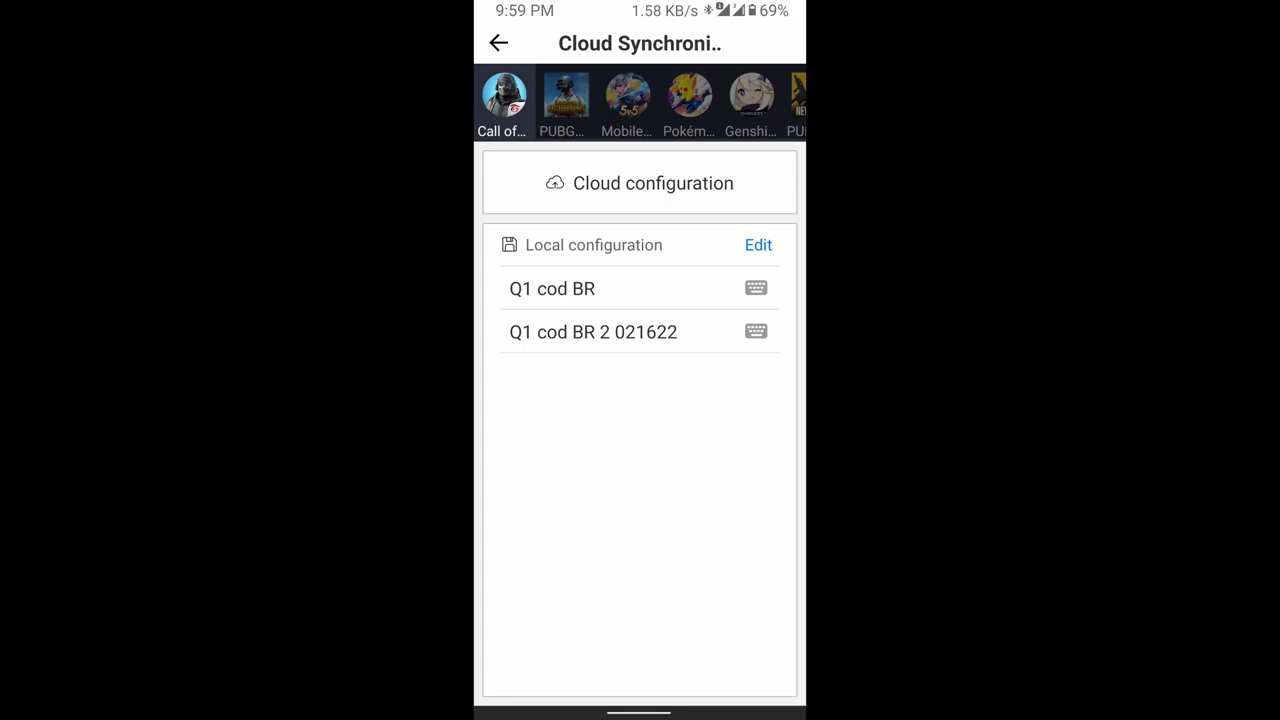 9:59 PM 1.58 KB/s 69%
Cloud Synchroni..
5v5
Call of... PUBG... Mobile... Pokém... Genshi... PU
Cloud configuration
Local configuration Edit
Q1 cod BR
Q1 cod BR 2 021622